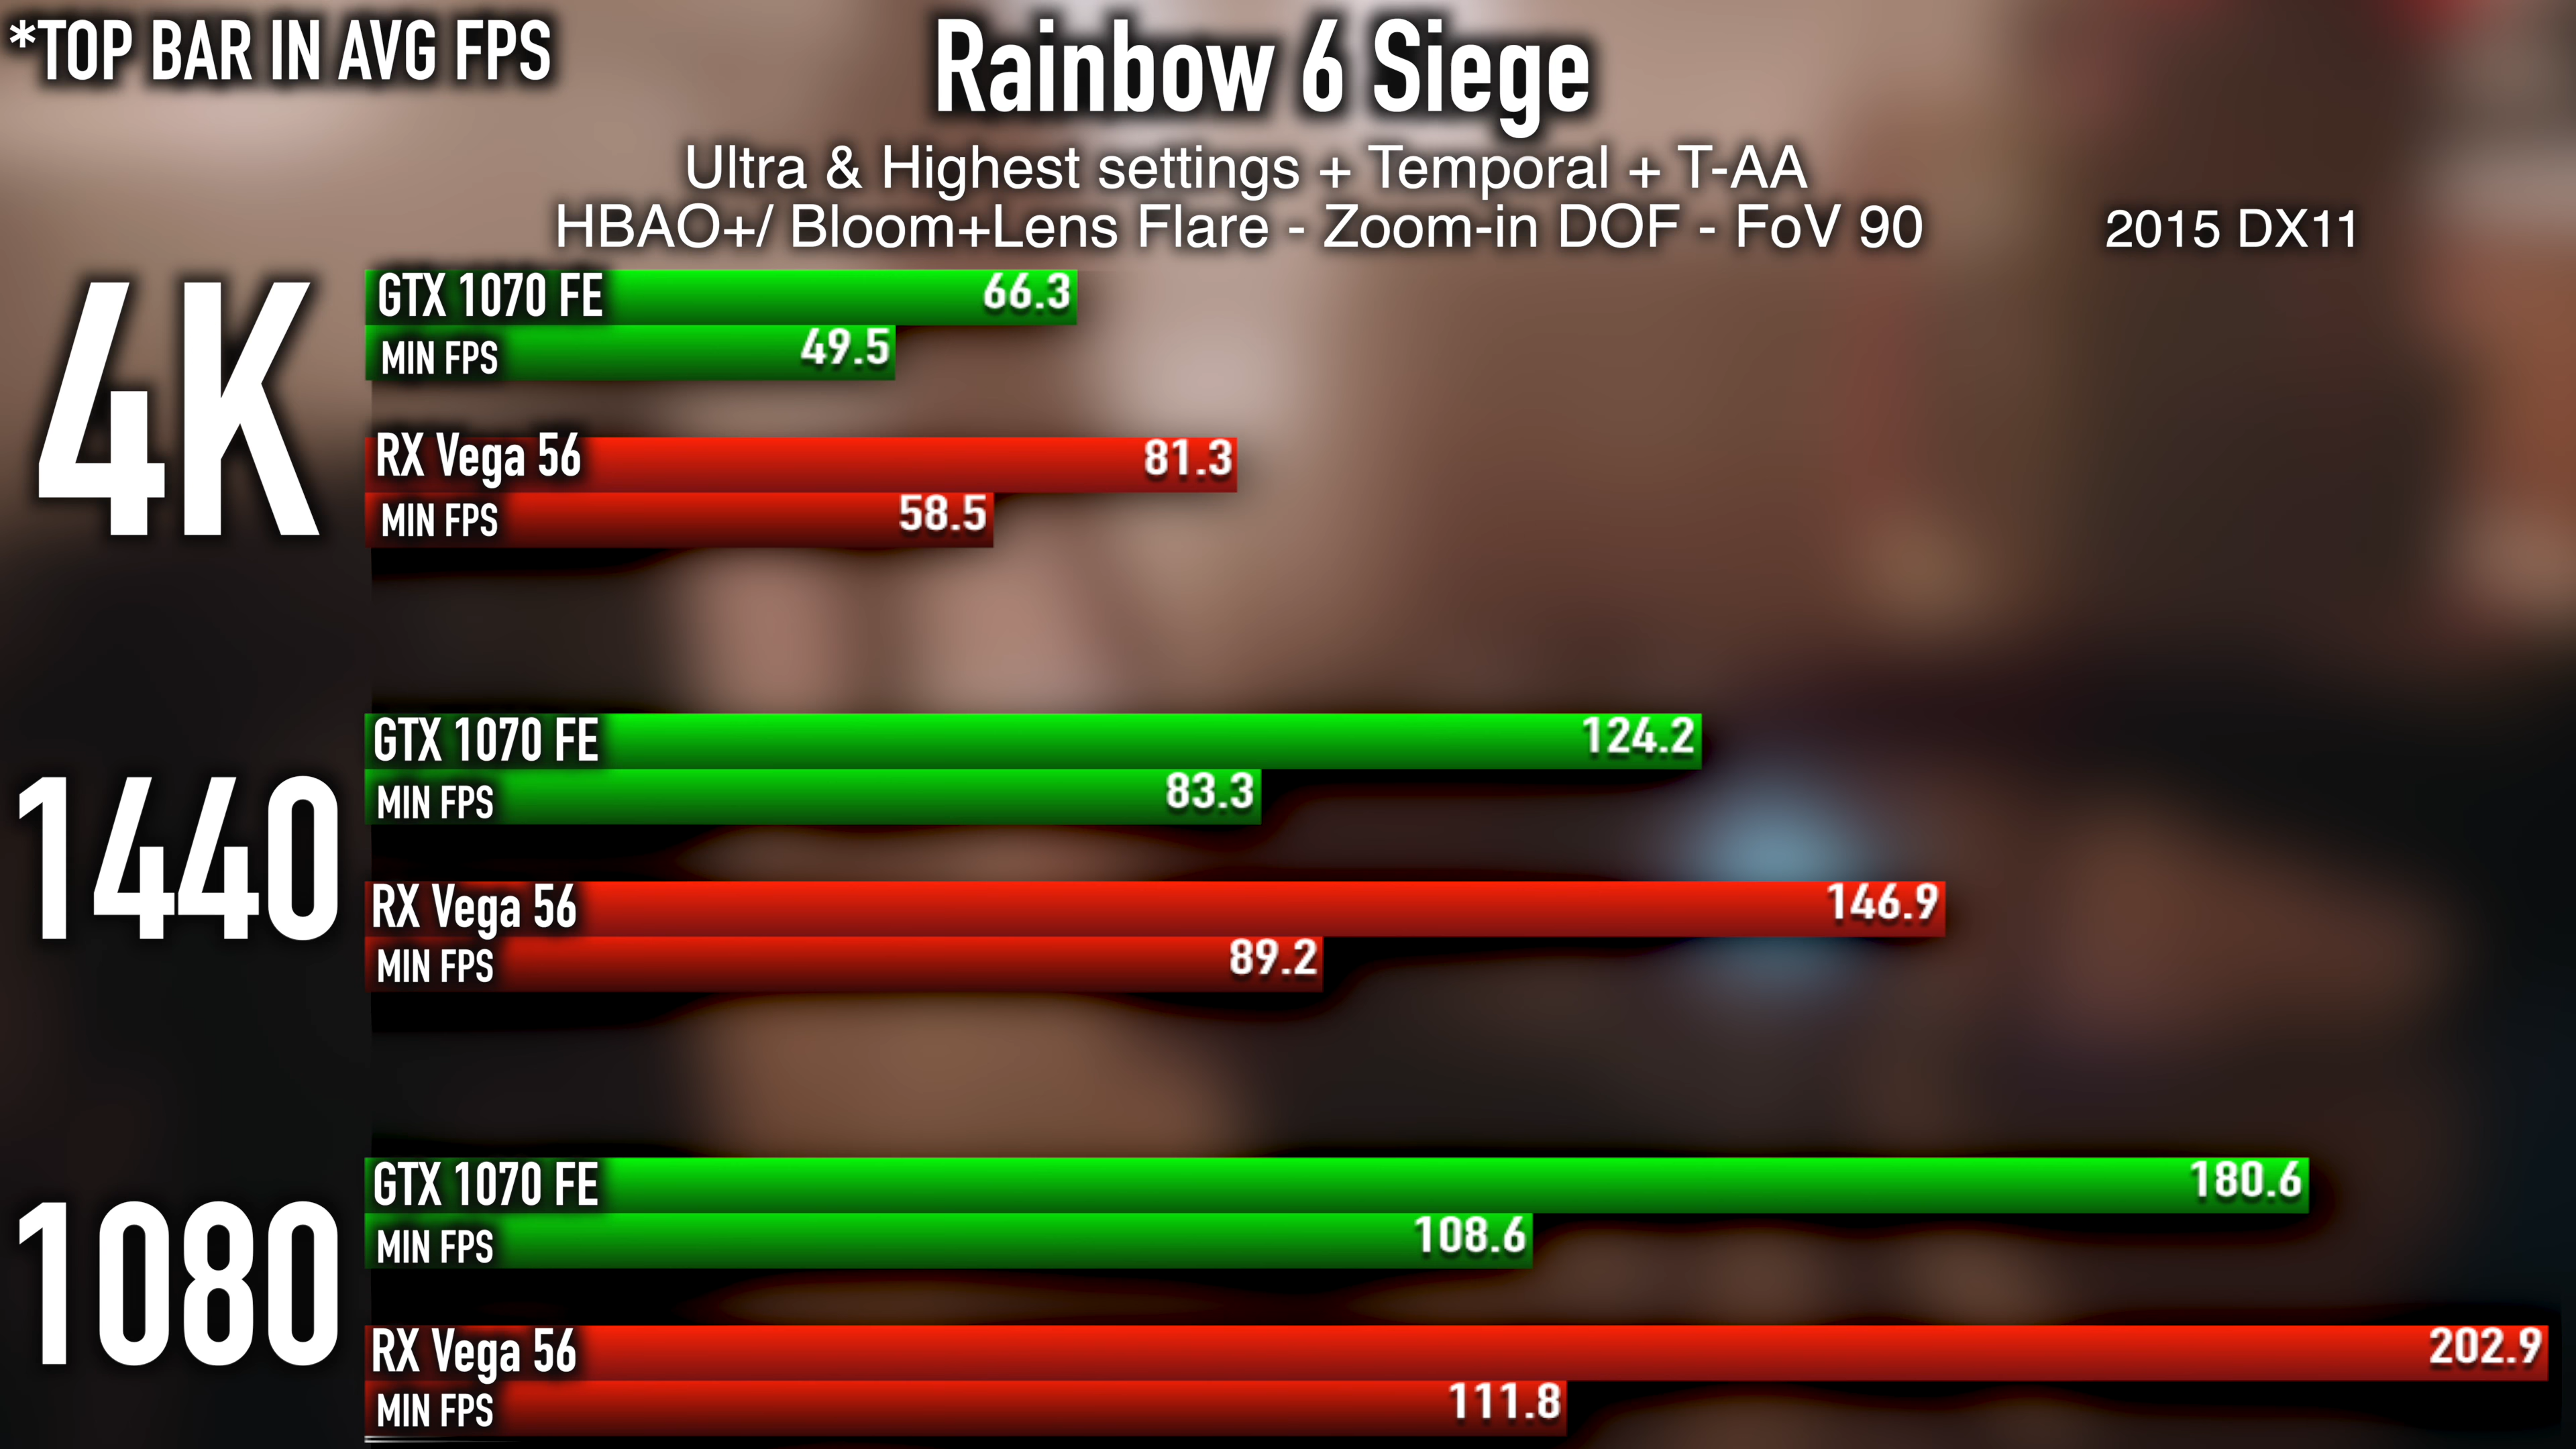 *TOP BAR IN AVG FPS
Rainbow 6 Siege
Ultra & Highest settings + Temporal + T-AA
HBAO+/ Bloom+Lens Flare - Zoom-in DOF - FoV 90
2015 DX11
4K
GTX 1070 FE 66.3
MIN FPS 49.5
RX Vega 56 81.3
MIN FPS 58.5
1440
GTX 1070 FE 124.2
MIN FPS 83.3
RX Vega 56 146.9
MIN FPS 89.2
1080
GTX 1070 FE 180.6
MIN FPS 108.6
RX Vega 56 202.9
MIN FPS 111.8